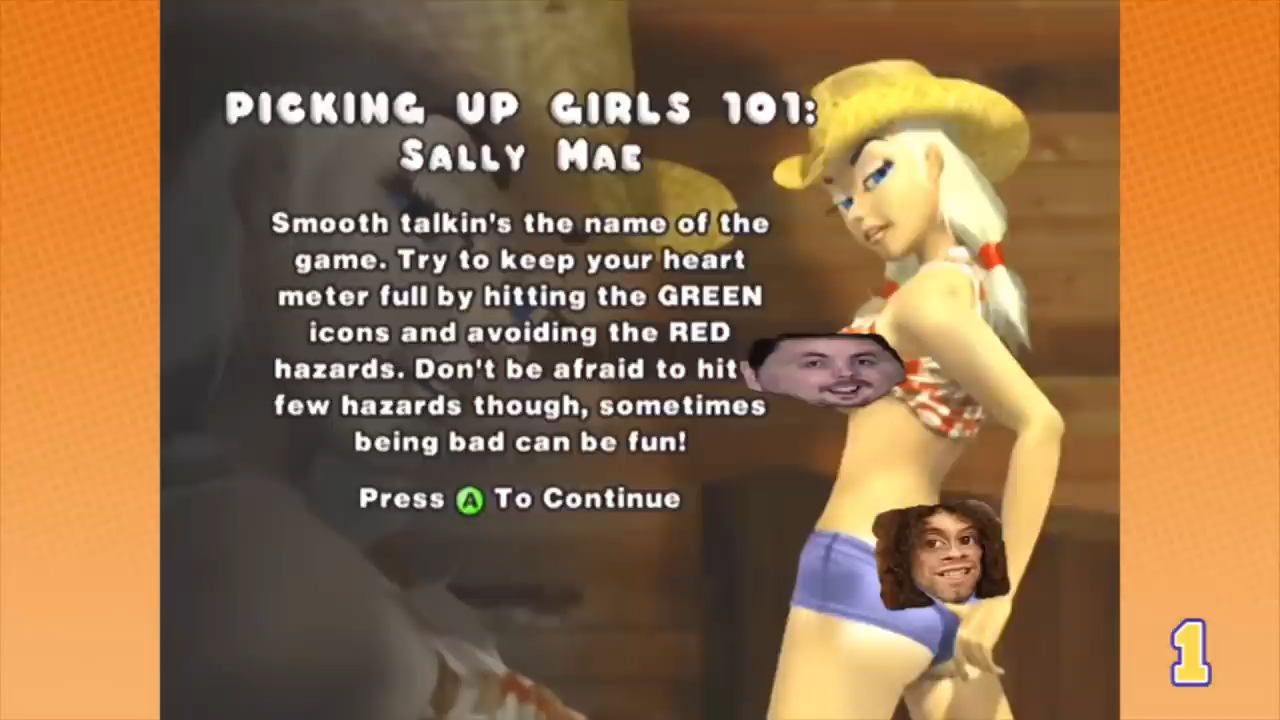 PICKING UP GIRLS 101:
SALLY MAE
Smooth talkin's the name of the
game. Try to keep your heart
meter full by hitting the GREEN
icons and avoiding the RED
hazards. Don't be afraid to hit
few hazards though, sometimes
being bad can be fun!
Press A To Continue
1